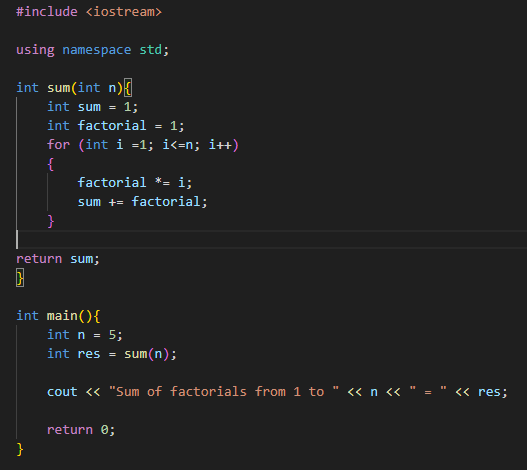 #include <iostream>
using namespace std;
int sum(int n){
    int sum = 1;
    int factorial = 1;
    for (int i =1; i<=n; i++)
    {
        factorial *= i;
        sum += factorial;
    }
return sum;
}
int main(){
    int n = 5;
    int res = sum(n);
    cout << "Sum of factorials from 1 to " << n << " = " << res;
    return 0;
}